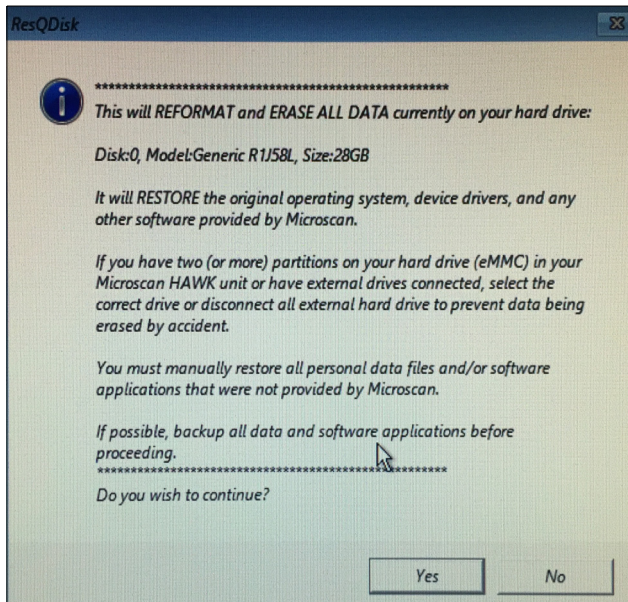 ResQDisk
*****************************************************
This will REFORMAT and ERASE ALL DATA currently on your hard drive:
Disk:0, Model:Generic R1J58L, Size:28GB
It will RESTORE the original operating system, device drivers, and any
other software provided by Microscan.
If you have two (or more) partitions on your hard drive (eMMC) in your
Microscan HAWK unit or have external drives connected, select the
correct drive or disconnect all external hard drive to prevent data being
erased by accident.
You must manually restore all personal data files and/or software
applications that were not provided by Microscan.
If possible, backup all data and software applications before
proceeding.
*****************************************************
Do you wish to continue?
Yes No